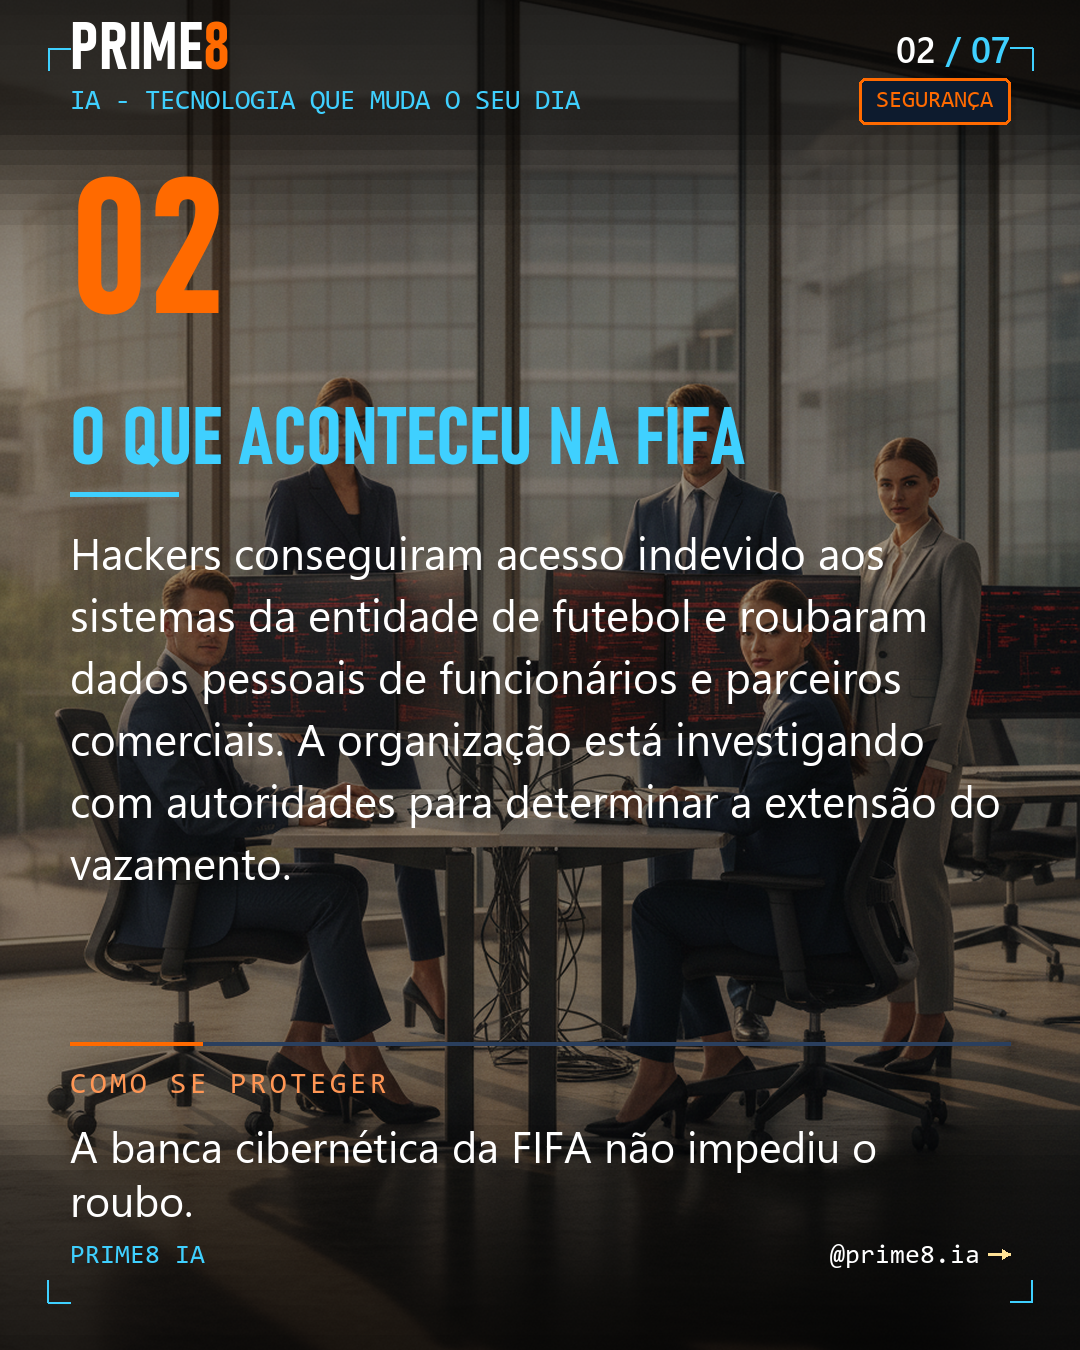 PRIME8
02 / 07
IA - TECNOLOGIA QUE MUDA O SEU DIA
SEGURANÇA
02
O QUE ACONTECEU NA FIFA
Hackers conseguiram acesso indevido aos
sistemas da entidade de futebol e roubaram
dados pessoais de funcionários e parceiros
comerciais. A organização está investigando
com autoridades para determinar a extensão do
vazamento.
COMO SE PROTEGER
A banca cibernética da FIFA não impediu o
roubo.
PRIME8 IA
@prime8.ia